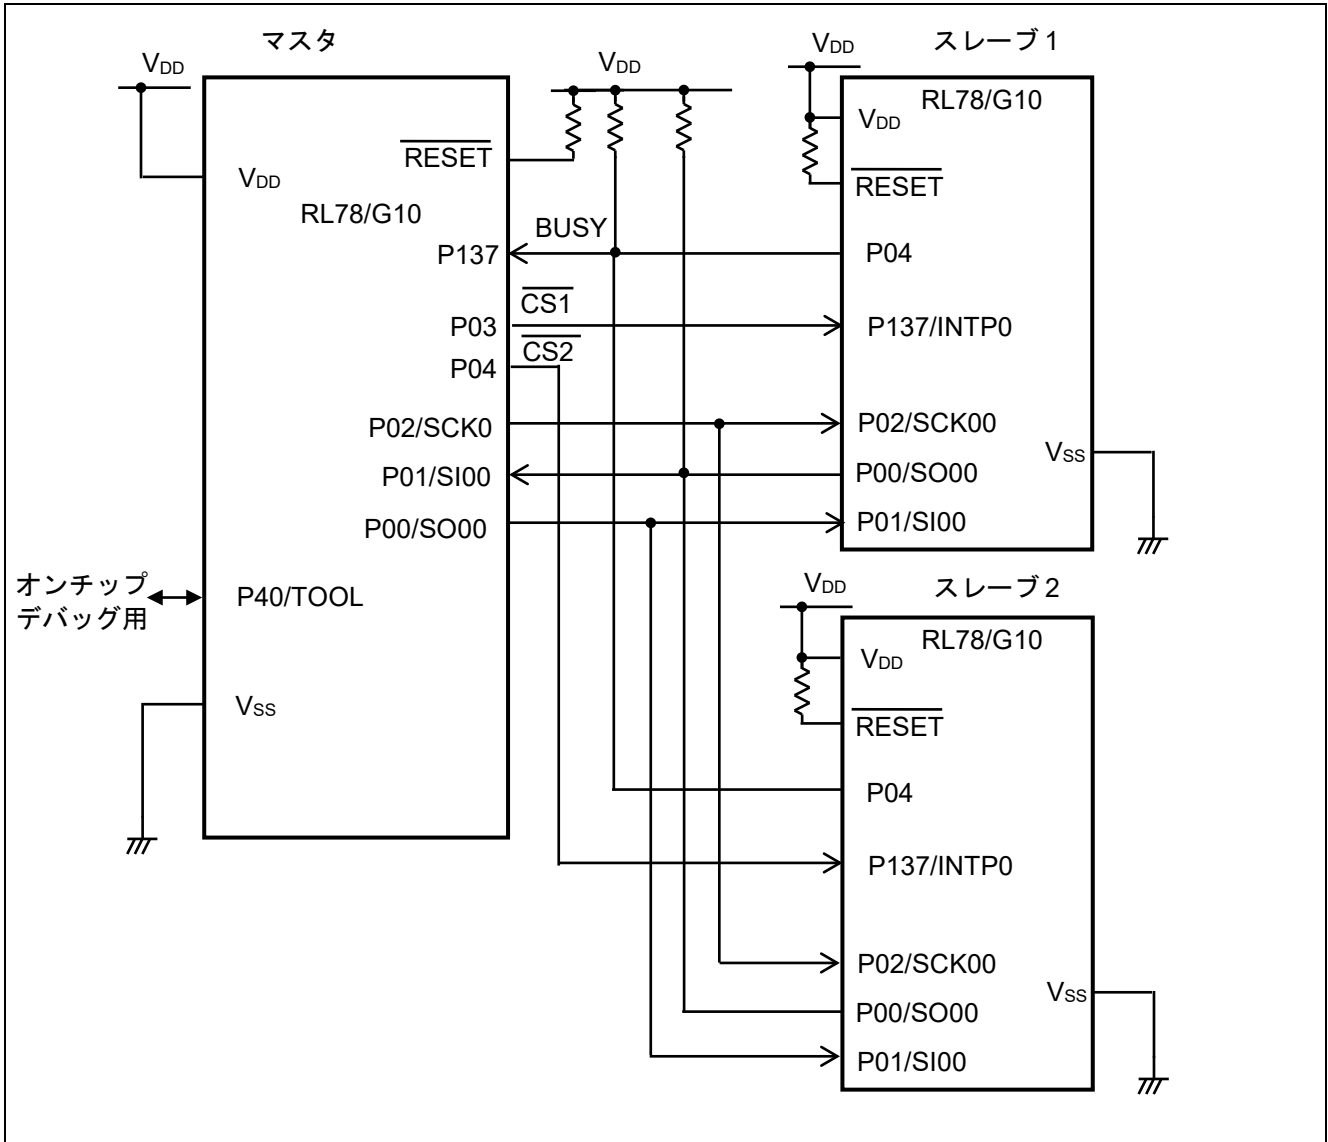 マスタ
VDD
VDD
RESET
RL78/G10
P137
P03
P04
P02/SCK0
P01/SI00
P00/SO00
オンチップ
デバッグ用
P40/TOOL
VSS
VDD
BUSY
CS1
CS2
スレーブ1
VDD
RL78/G10
VDD
RESET
P04
P137/INTP0
P02/SCK00
VSS
P00/SO00
P01/SI00
スレーブ2
VDD
RL78/G10
VDD
RESET
P04
P137/INTP0
P02/SCK00
VSS
P00/SO00
P01/SI00